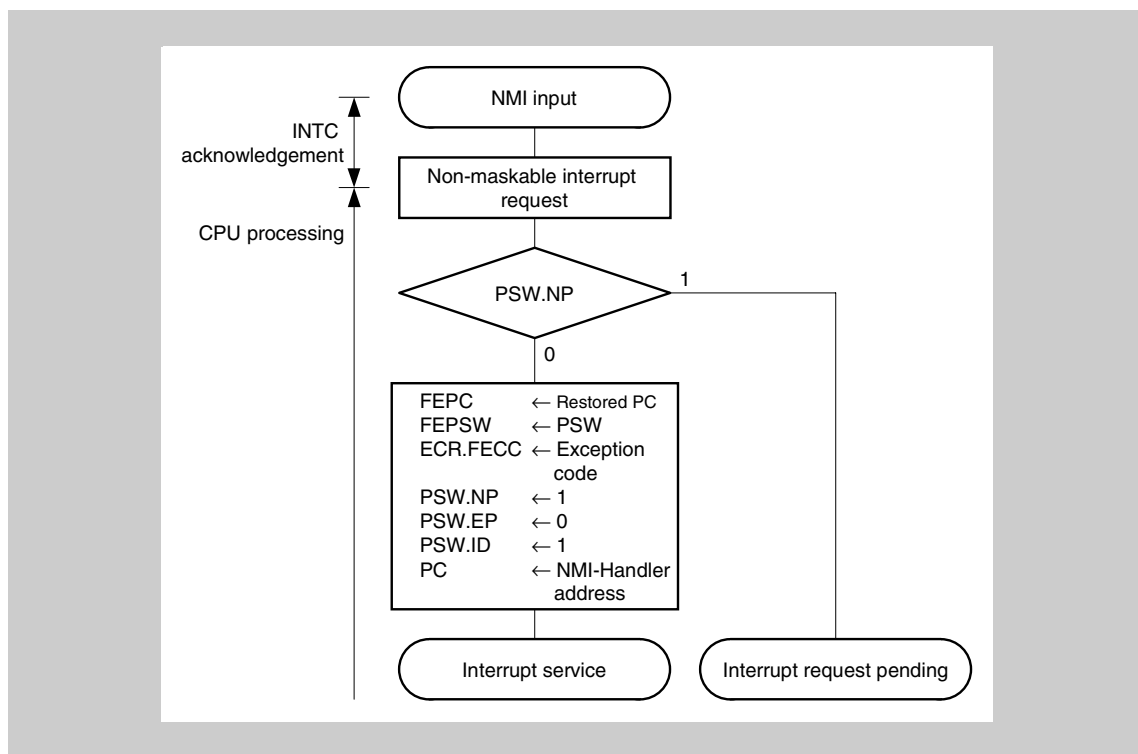 NMI input
INTC
acknowledgement
Non-maskable interrupt
request
CPU processing
PSW.NP
1
0
FEPC ← Restored PC
FEPSW ← PSW
ECR.FECC ← Exception
code
PSW.NP ← 1
PSW.EP ← 0
PSW.ID ← 1
PC ← NMI-Handler
address
Interrupt service
Interrupt request pending